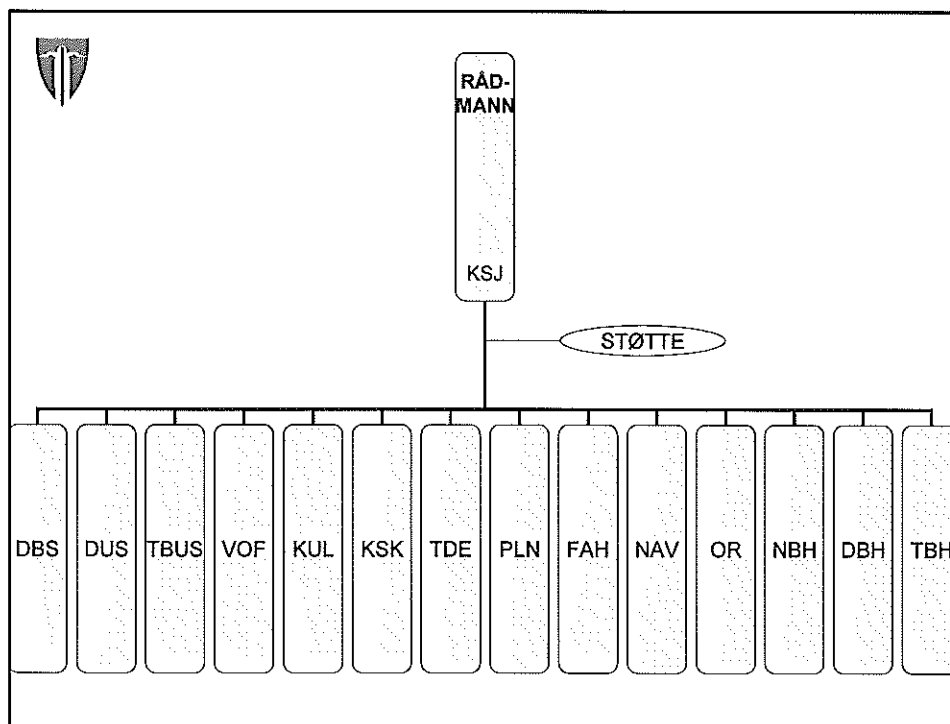 RÅD-
MANN
KSJ
STØTTE
DBS DUS TBUS VOF KUL KSK TDE PLN FAH NAV OR NBH DBH TBH